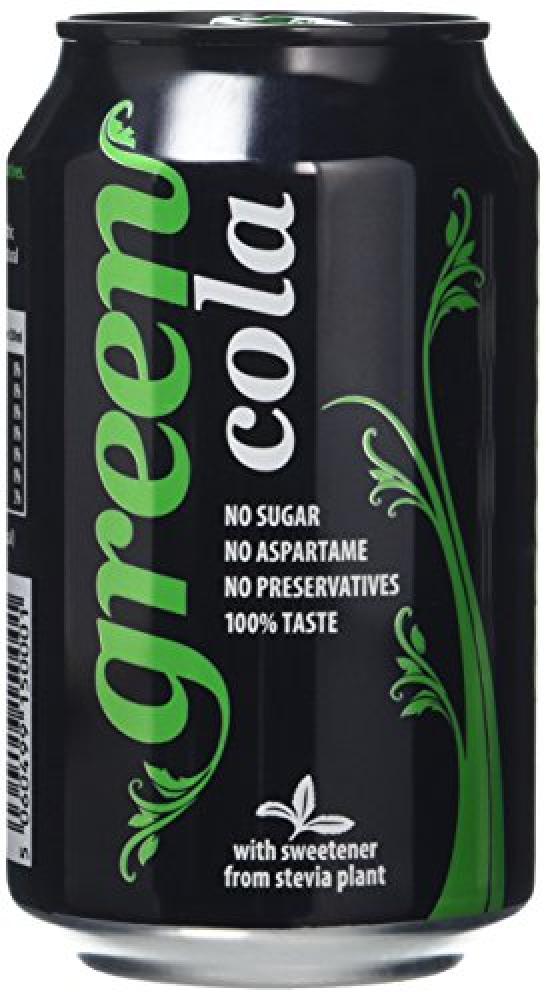 green
cola
NO SUGAR
NO ASPARTAME
NO PRESERVATIVES
100% TASTE
with sweetener
from stevia plant